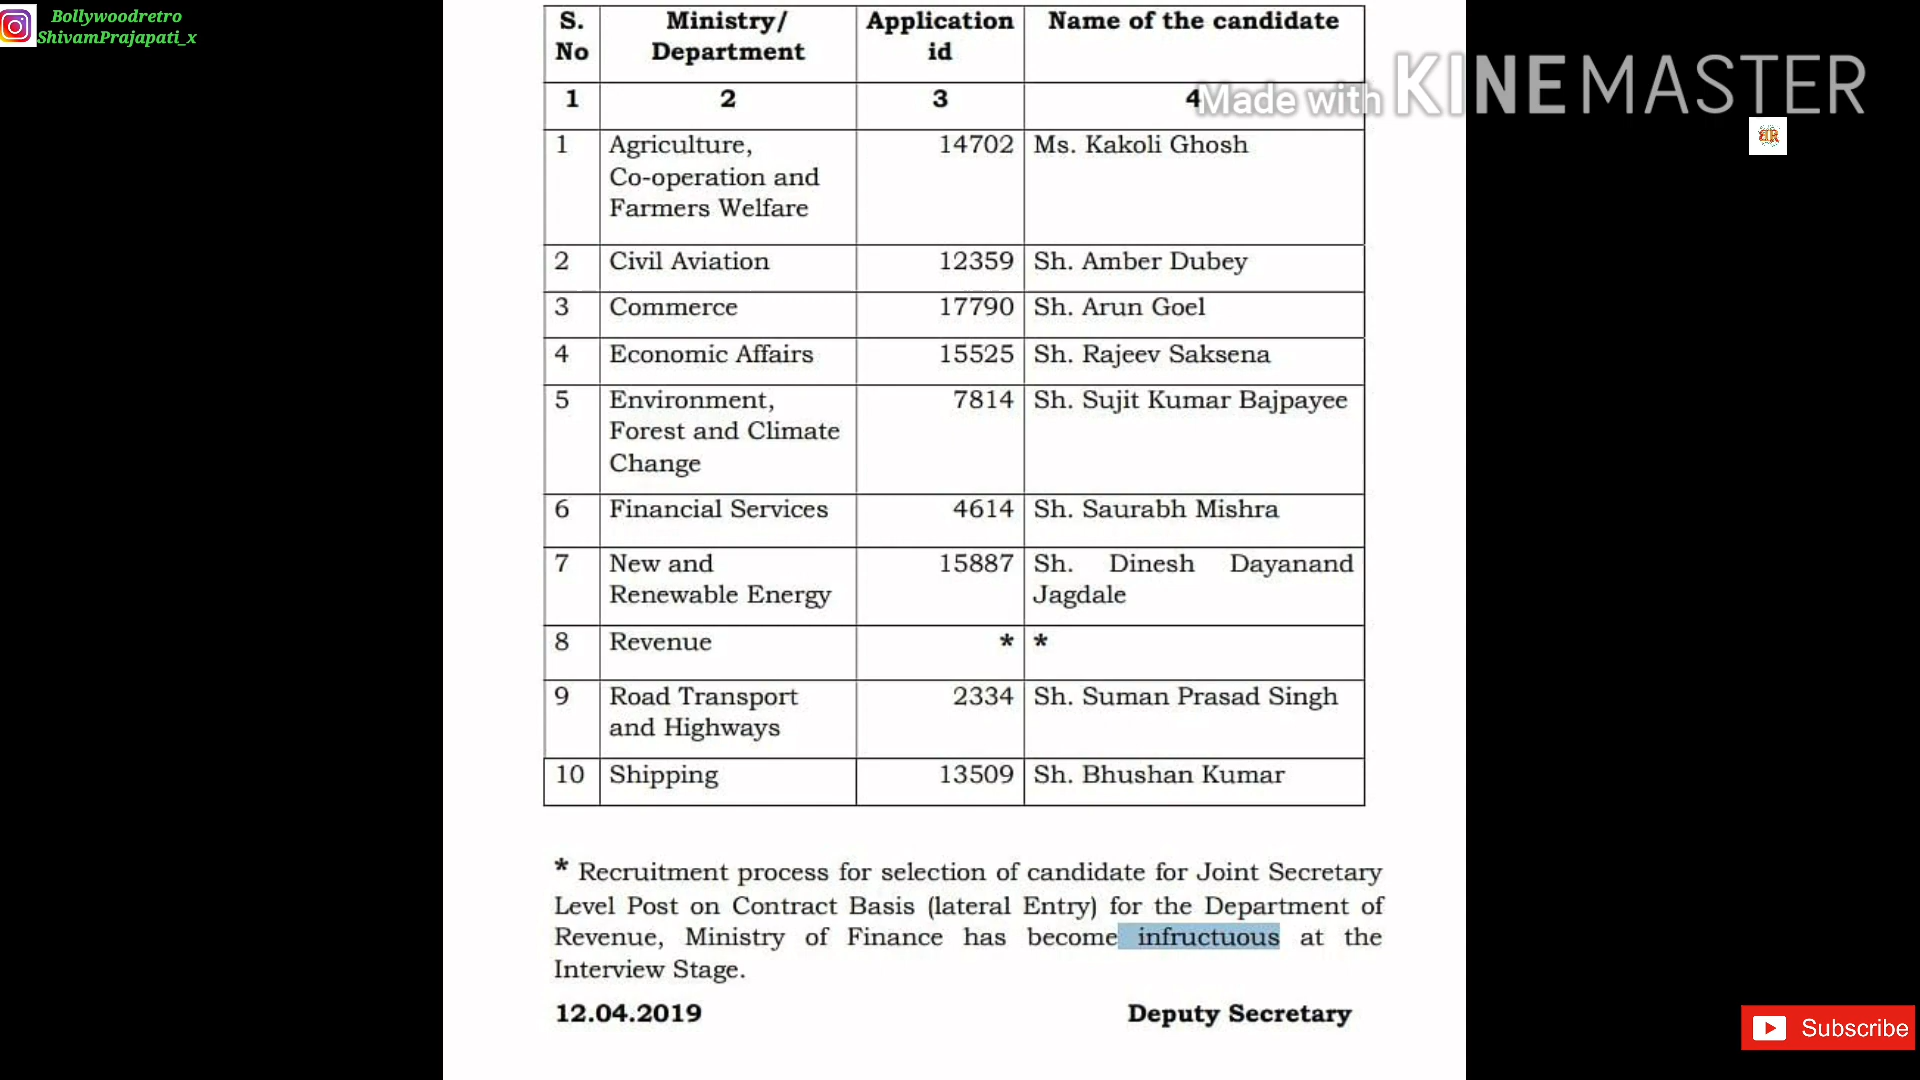 Bollywoodretro
ShivamPrajapati_x
S. No | Ministry/ Department | Application id | Name of the candidate
1 | 2 | 3 | 4
Made with KINEMASTER
BR
1 | Agriculture, Co-operation and Farmers Welfare | 14702 | Ms. Kakoli Ghosh
2 | Civil Aviation | 12359 | Sh. Amber Dubey
3 | Commerce | 17790 | Sh. Arun Goel
4 | Economic Affairs | 15525 | Sh. Rajeev Saksena
5 | Environment, Forest and Climate Change | 7814 | Sh. Sujit Kumar Bajpayee
6 | Financial Services | 4614 | Sh. Saurabh Mishra
7 | New and Renewable Energy | 15887 | Sh. Dinesh Dayanand Jagdale
8 | Revenue | * | *
9 | Road Transport and Highways | 2334 | Sh. Suman Prasad Singh
10 | Shipping | 13509 | Sh. Bhushan Kumar
* Recruitment process for selection of candidate for Joint Secretary
Level Post on Contract Basis (lateral Entry) for the Department of
Revenue, Ministry of Finance has become infructuous at the
Interview Stage.
12.04.2019 Deputy Secretary
Subscribe